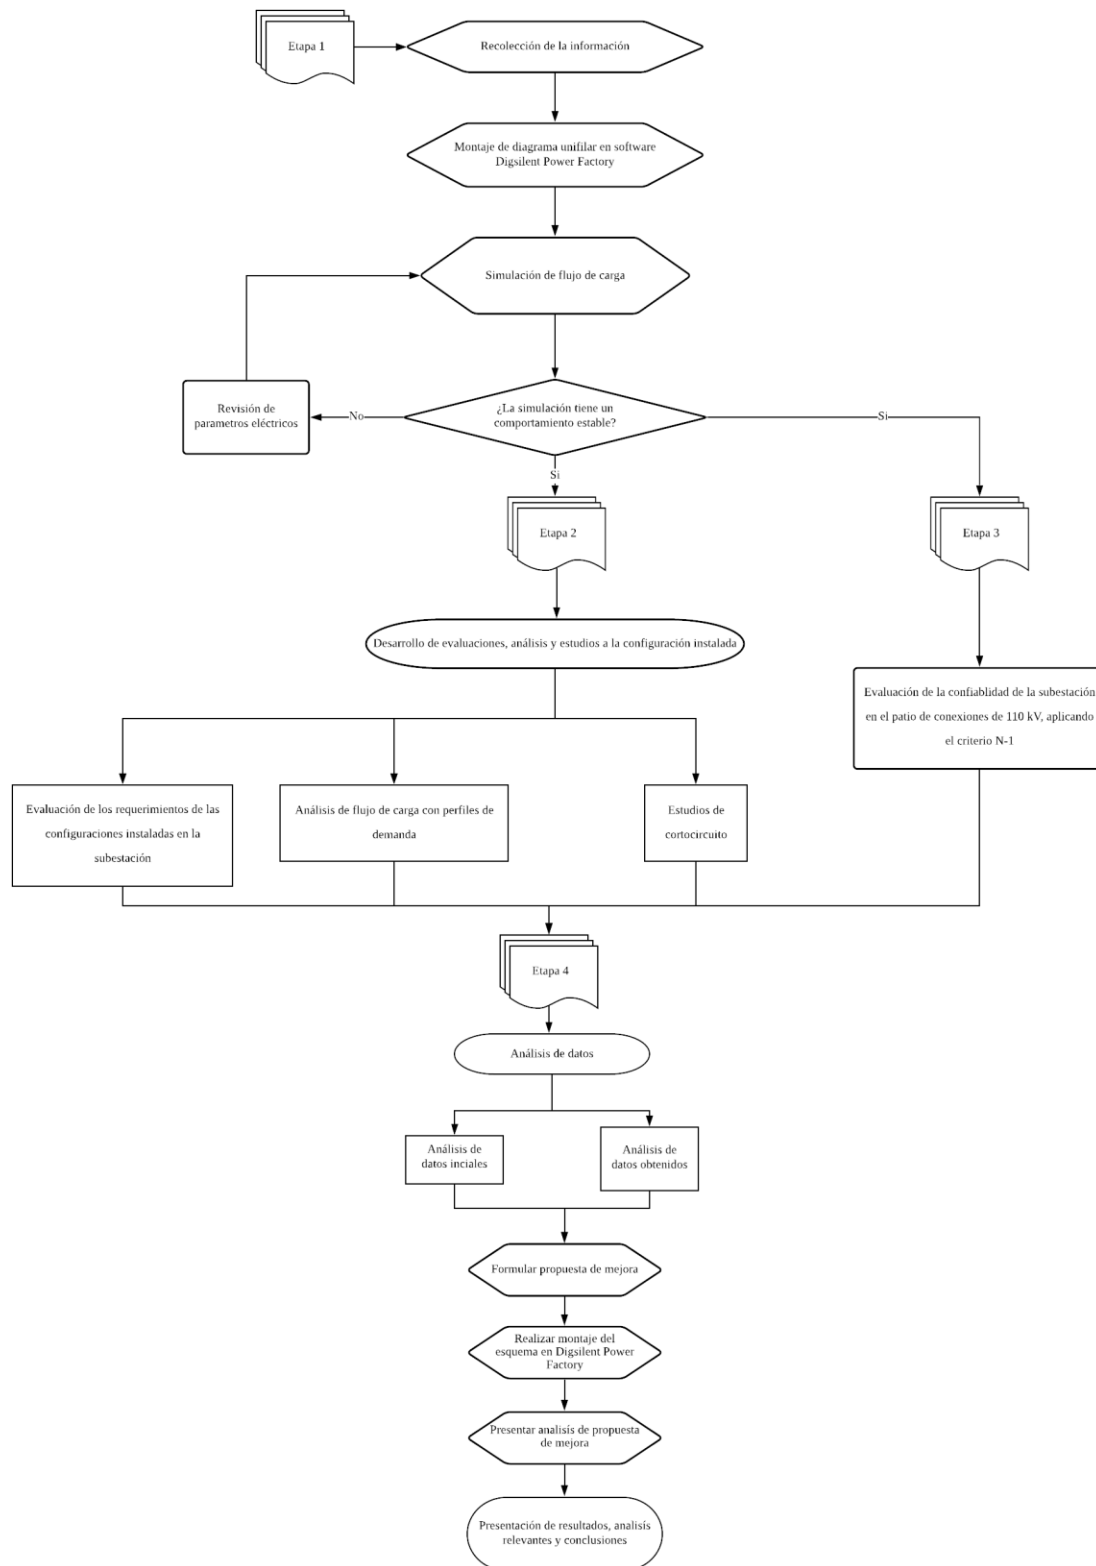 Etapa 1
Recolección de la información
Montaje de diagrama unifilar en software
Digsilent Power Factory
Simulación de flujo de carga
Revisión de
parametros eléctricos
No
¿La simulación tiene un
comportamiento estable?
Si
Si
Etapa 2
Etapa 3
Desarrollo de evaluaciones, análisis y estudios a la configuración instalada
Evaluación de la confiablidad de la subestación
en el patio de conexiones de 110 kV, aplicando
el criterio N-1
Evaluación de los requerimientos de las
configuraciones instaladas en la
subestación
Análisis de flujo de carga con perfiles de
demanda
Estudios de
cortocircuito
Etapa 4
Análisis de datos
Análisis de
datos inciales
Análisis de
datos obtenidos
Formular propuesta de mejora
Realizar montaje del
esquema en Digsilent Power
Factory
Presentar analisís de propuesta
de mejora
Presentación de resultados, analisís
relevantes y conclusiones